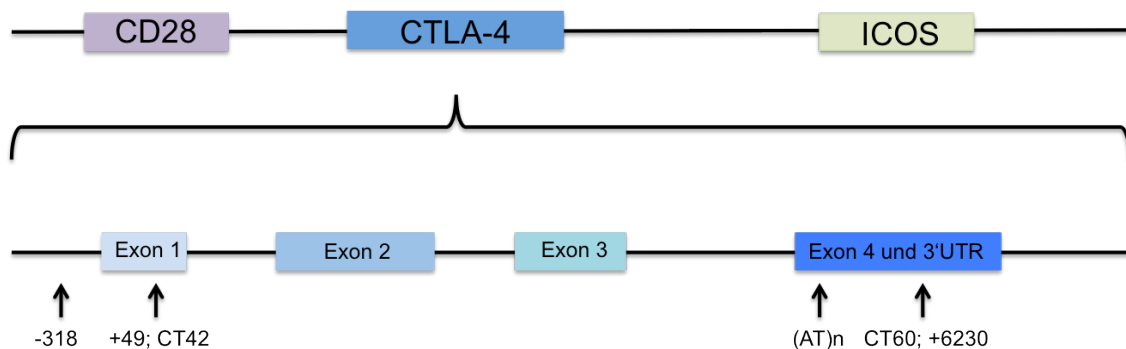 CD28 CTLA-4 ICOS
Exon 1 Exon 2 Exon 3 Exon 4 und 3‘UTR
-318 +49; CT42 (AT)n CT60; +6230